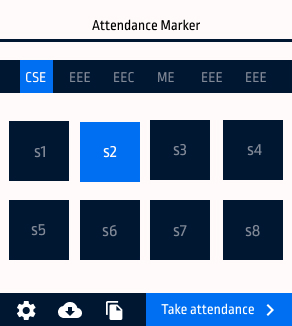 Attendance Marker
CSE EEE EEC ME EEE EEE
s1 s2 s3 s4
s5 s6 s7 s8
Take attendance